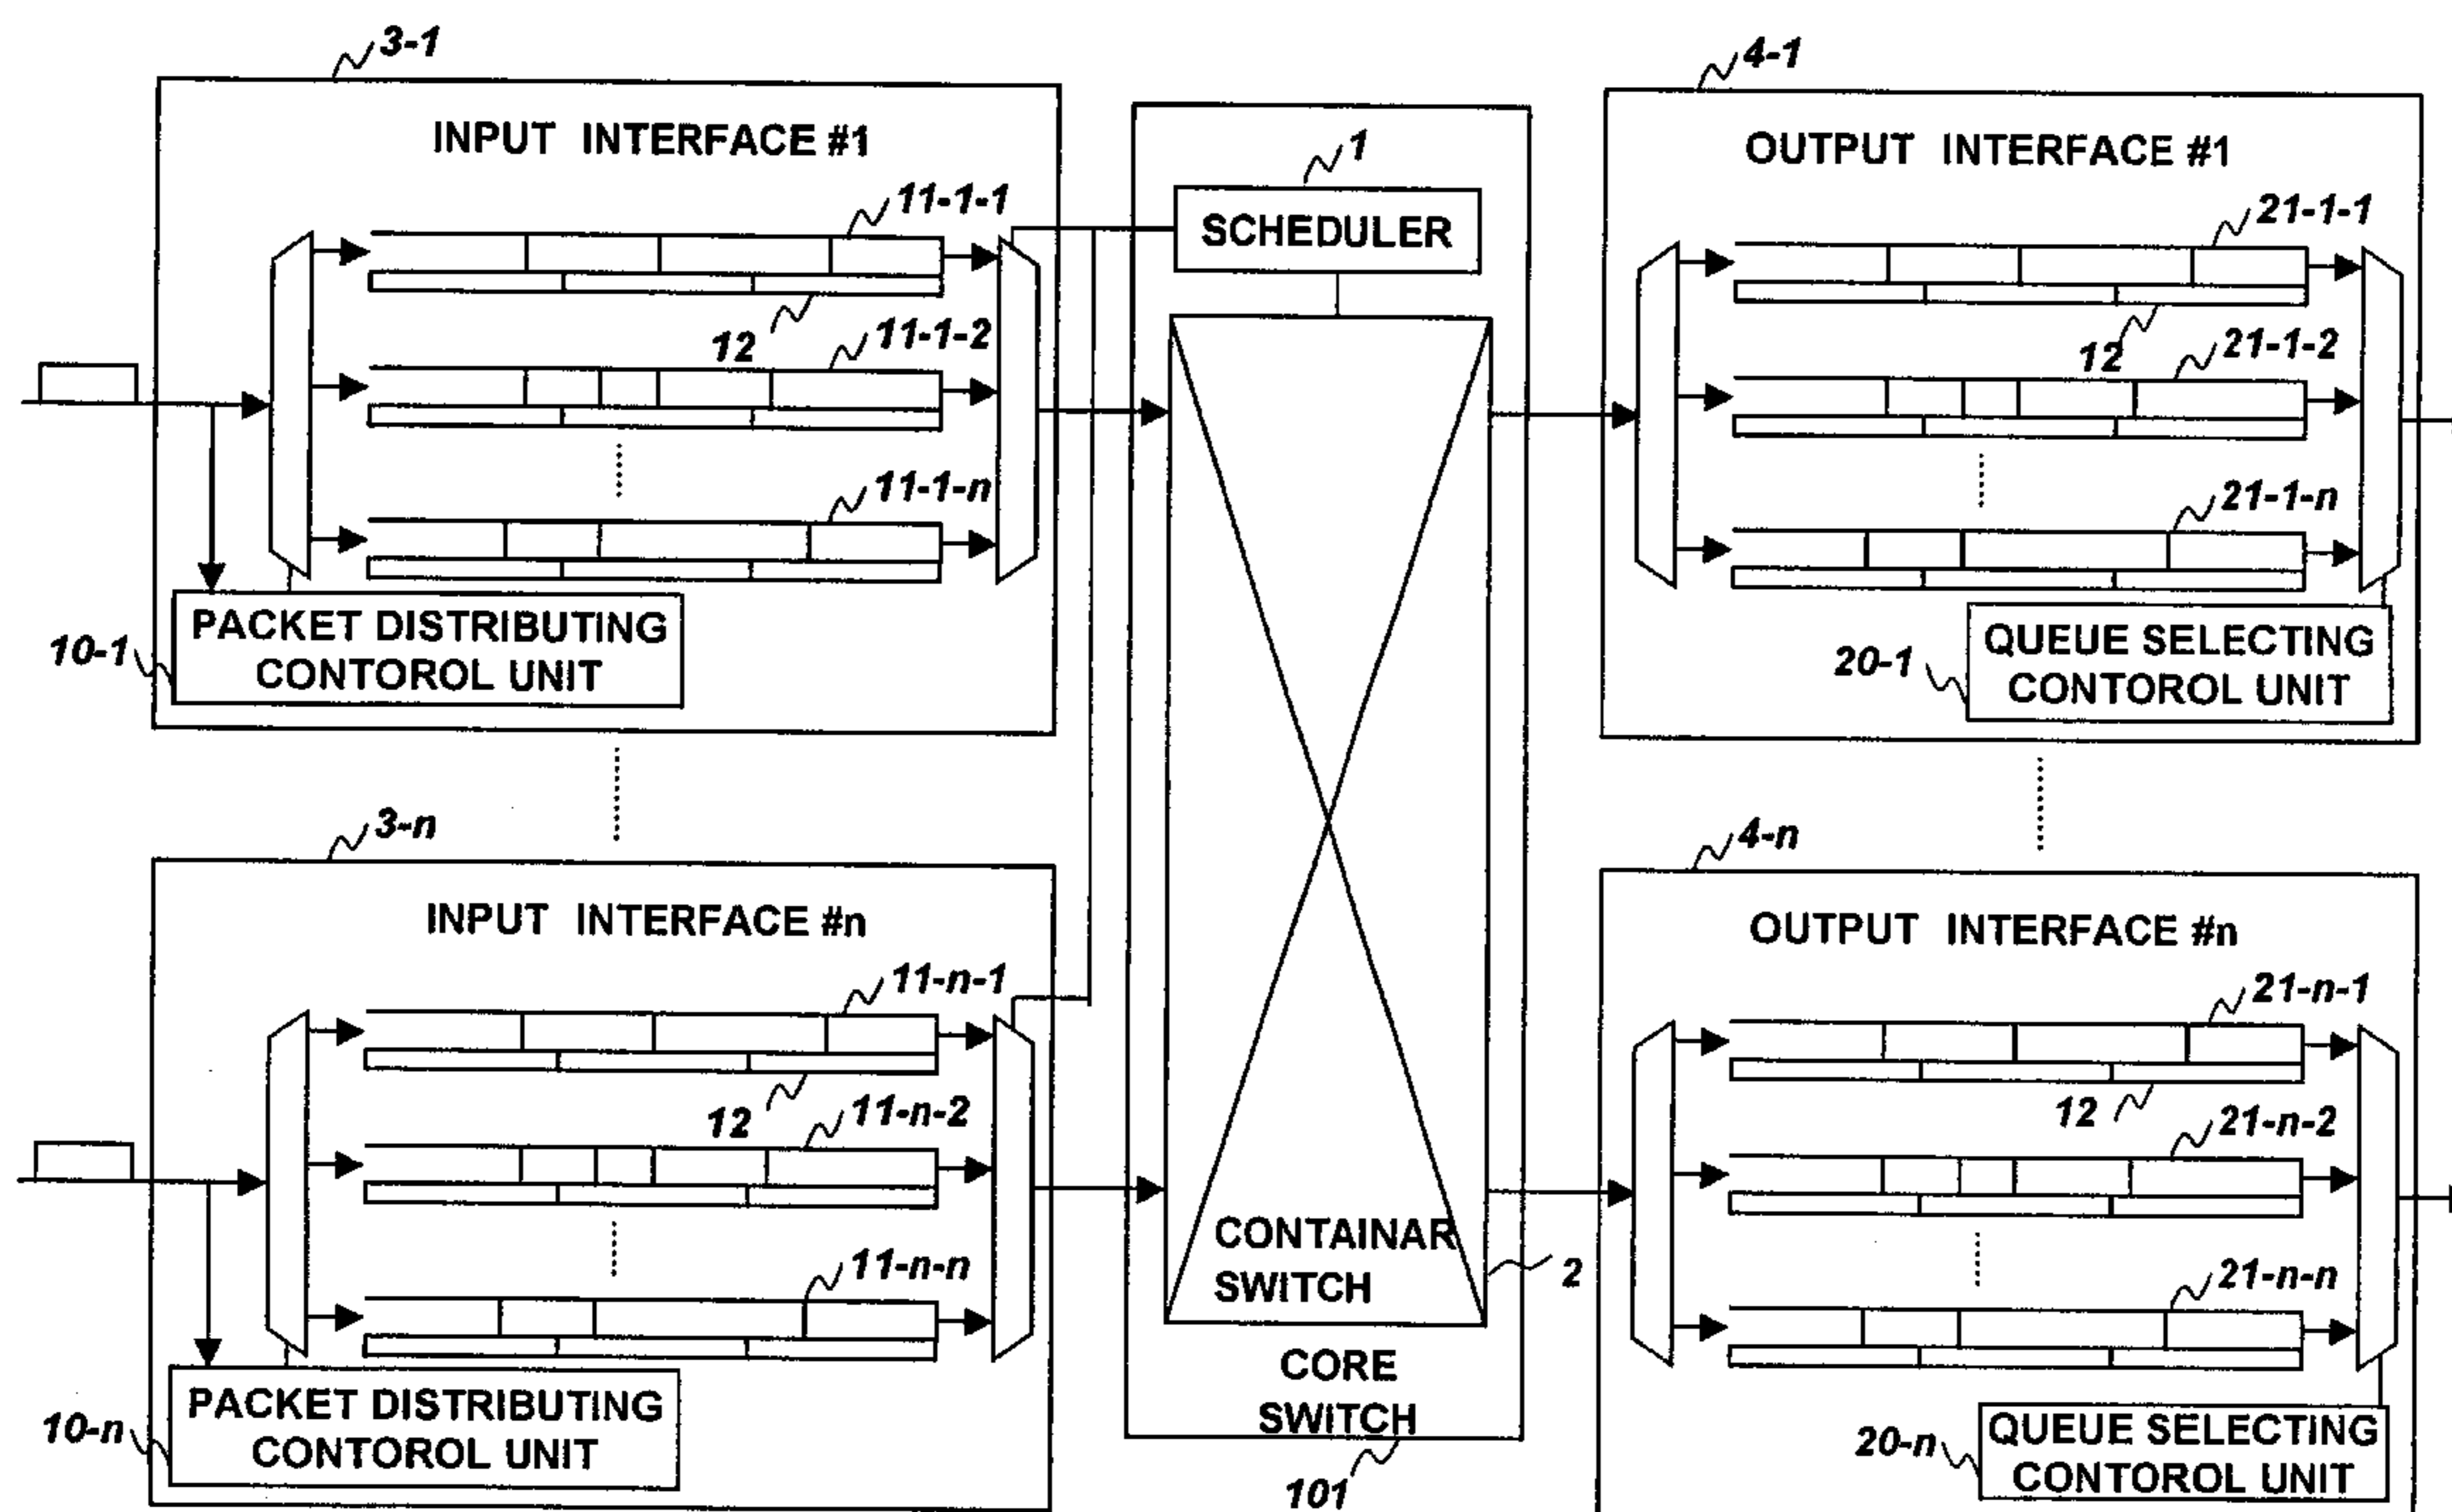 3-1
INPUT INTERFACE #1
11-1-1
12
11-1-2
11-1-n
PACKET DISTRIBUTING
CONTOROL UNIT
10-1
3-n
INPUT INTERFACE #n
11-n-1
12
11-n-2
11-n-n
PACKET DISTRIBUTING
CONTOROL UNIT
10-n
1
SCHEDULER
CONTAINAR
SWITCH
2
CORE
SWITCH
101
4-1
OUTPUT INTERFACE #1
21-1-1
12
21-1-2
21-1-n
QUEUE SELECTING
CONTOROL UNIT
20-1
4-n
OUTPUT INTERFACE #n
21-n-1
12
21-n-2
21-n-n
QUEUE SELECTING
CONTOROL UNIT
20-n